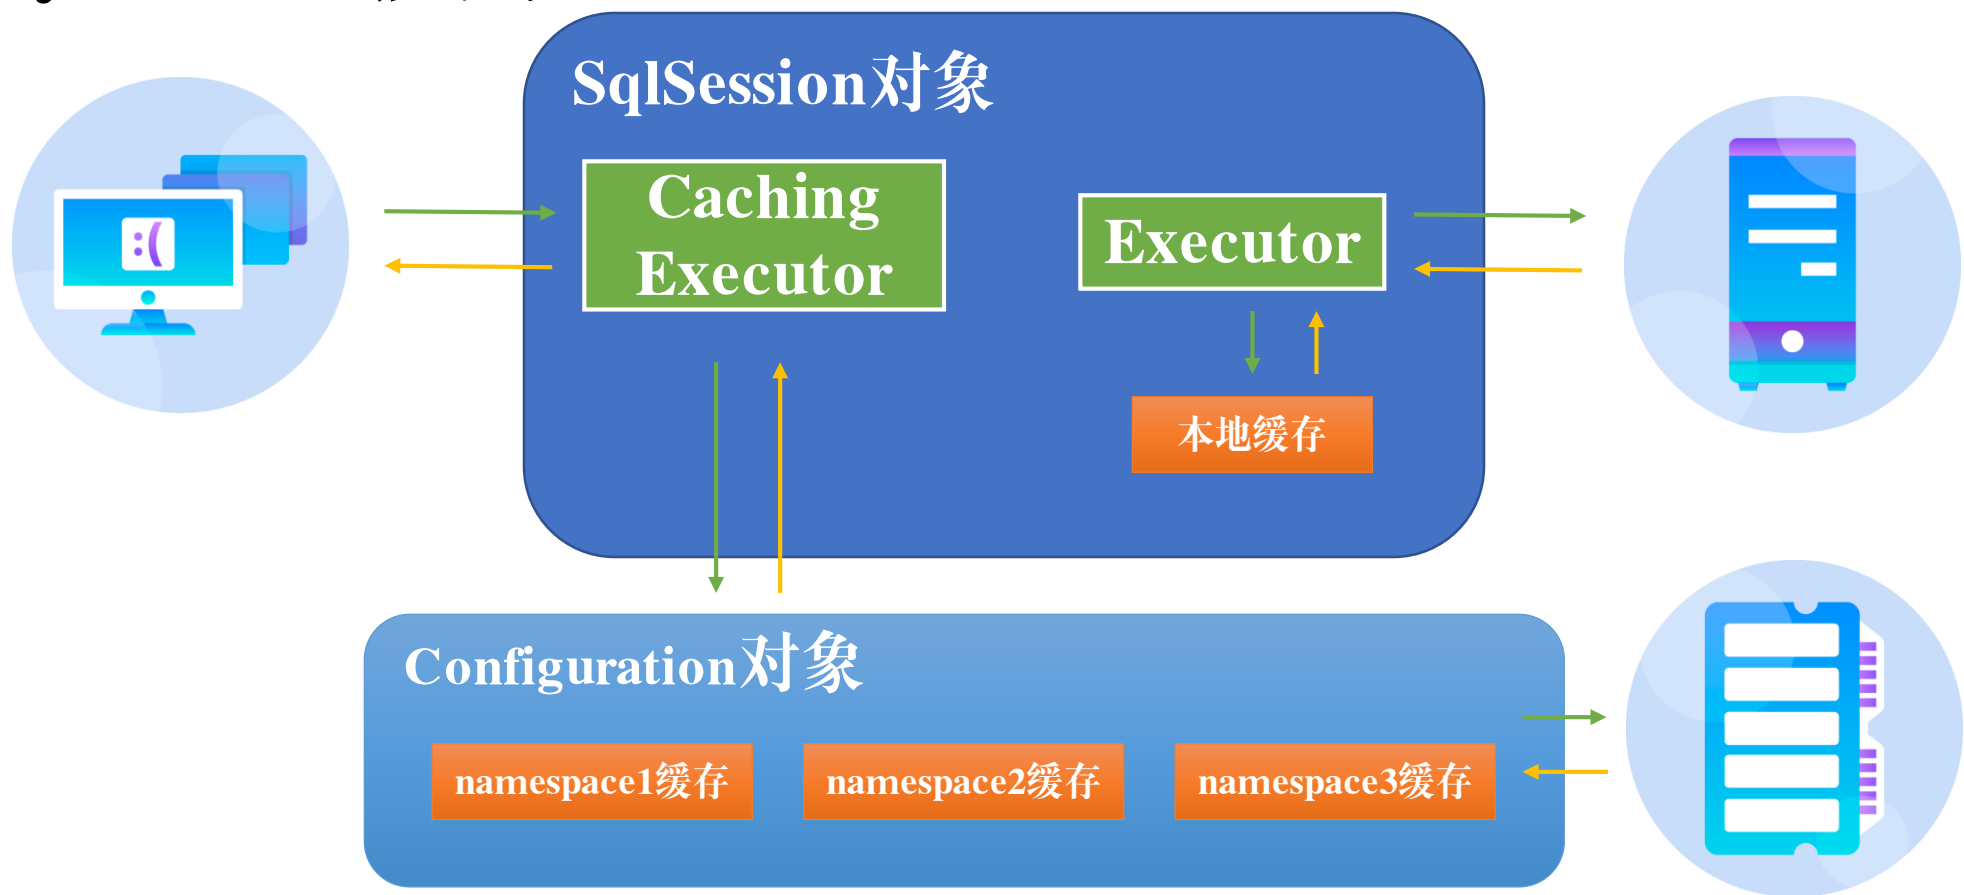 SqlSession对象
Caching
Executor
Executor
本地缓存
Configuration对象
namespace1缓存
namespace2缓存
namespace3缓存